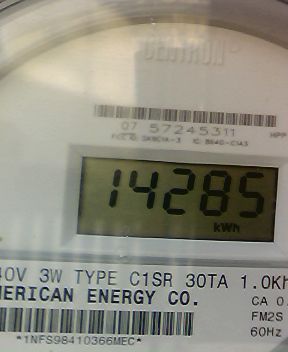 CENTRON
07 57245311
14285
kWh
40V 3W TYPE C1SR 30TA 1.0Kh
MERICAN ENERGY CO.
CA 0.
FM2S
60Hz
*1NFS98410366MEC*